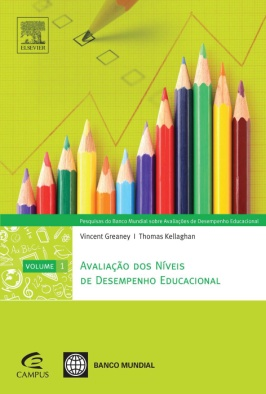 ELSEVIER
Pesquisas do Banco Mundial sobre Avaliações de Desempenho Educacional
Vincent Greaney | Thomas Kellaghan
VOLUME 1
AVALIAÇÃO DOS NÍVEIS
DE DESEMPENHO EDUCACIONAL
CAMPUS
BANCO MUNDIAL